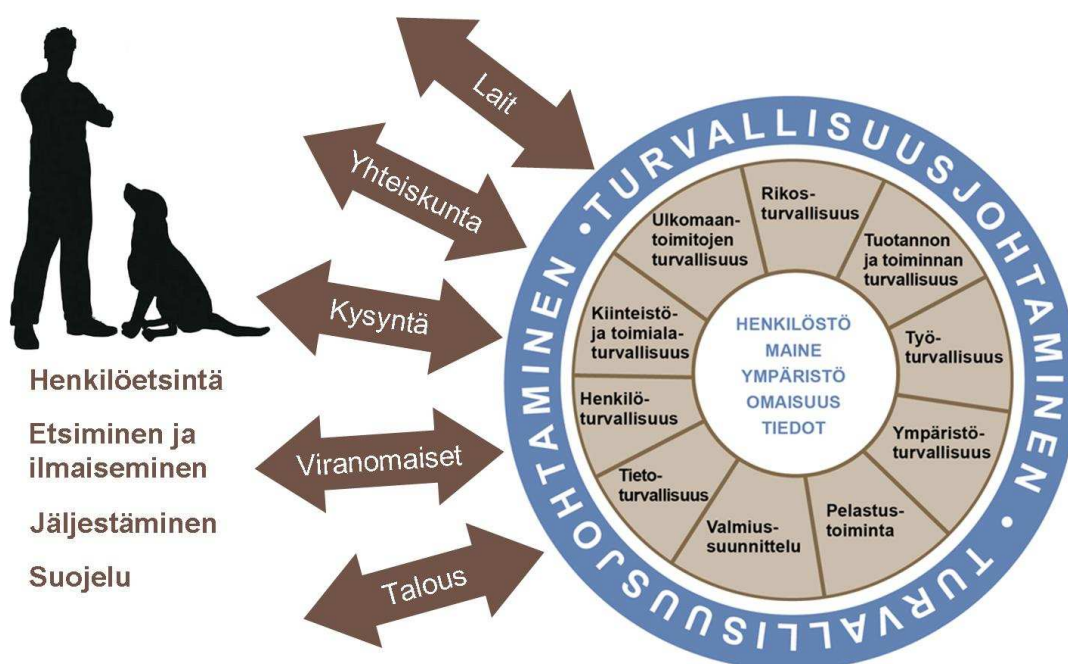 Henkilöetsintä
Etsiminen ja
ilmaiseminen
Jäljestäminen
Suojelu
Lait
Yhteiskunta
Kysyntä
Viranomaiset
Talous
TURVALLISUUSJOHTAMINEN • TURVALLISUUSJOHTAMINEN •
Rikos-
turvallisuus
Tuotannon
ja toiminnan
turvallisuus
Työ-
turvallisuus
Ympäristö-
turvallisuus
Pelastus-
toiminta
Valmius-
suunnittelu
Tieto-
turvallisuus
Henkilö-
turvallisuus
Kiinteistö-
ja toimiala-
turvallisuus
Ulkomaan-
toimitojen
turvallisuus
HENKILÖSTÖ
MAINE
YMPÄRISTÖ
OMAISUUS
TIEDOT